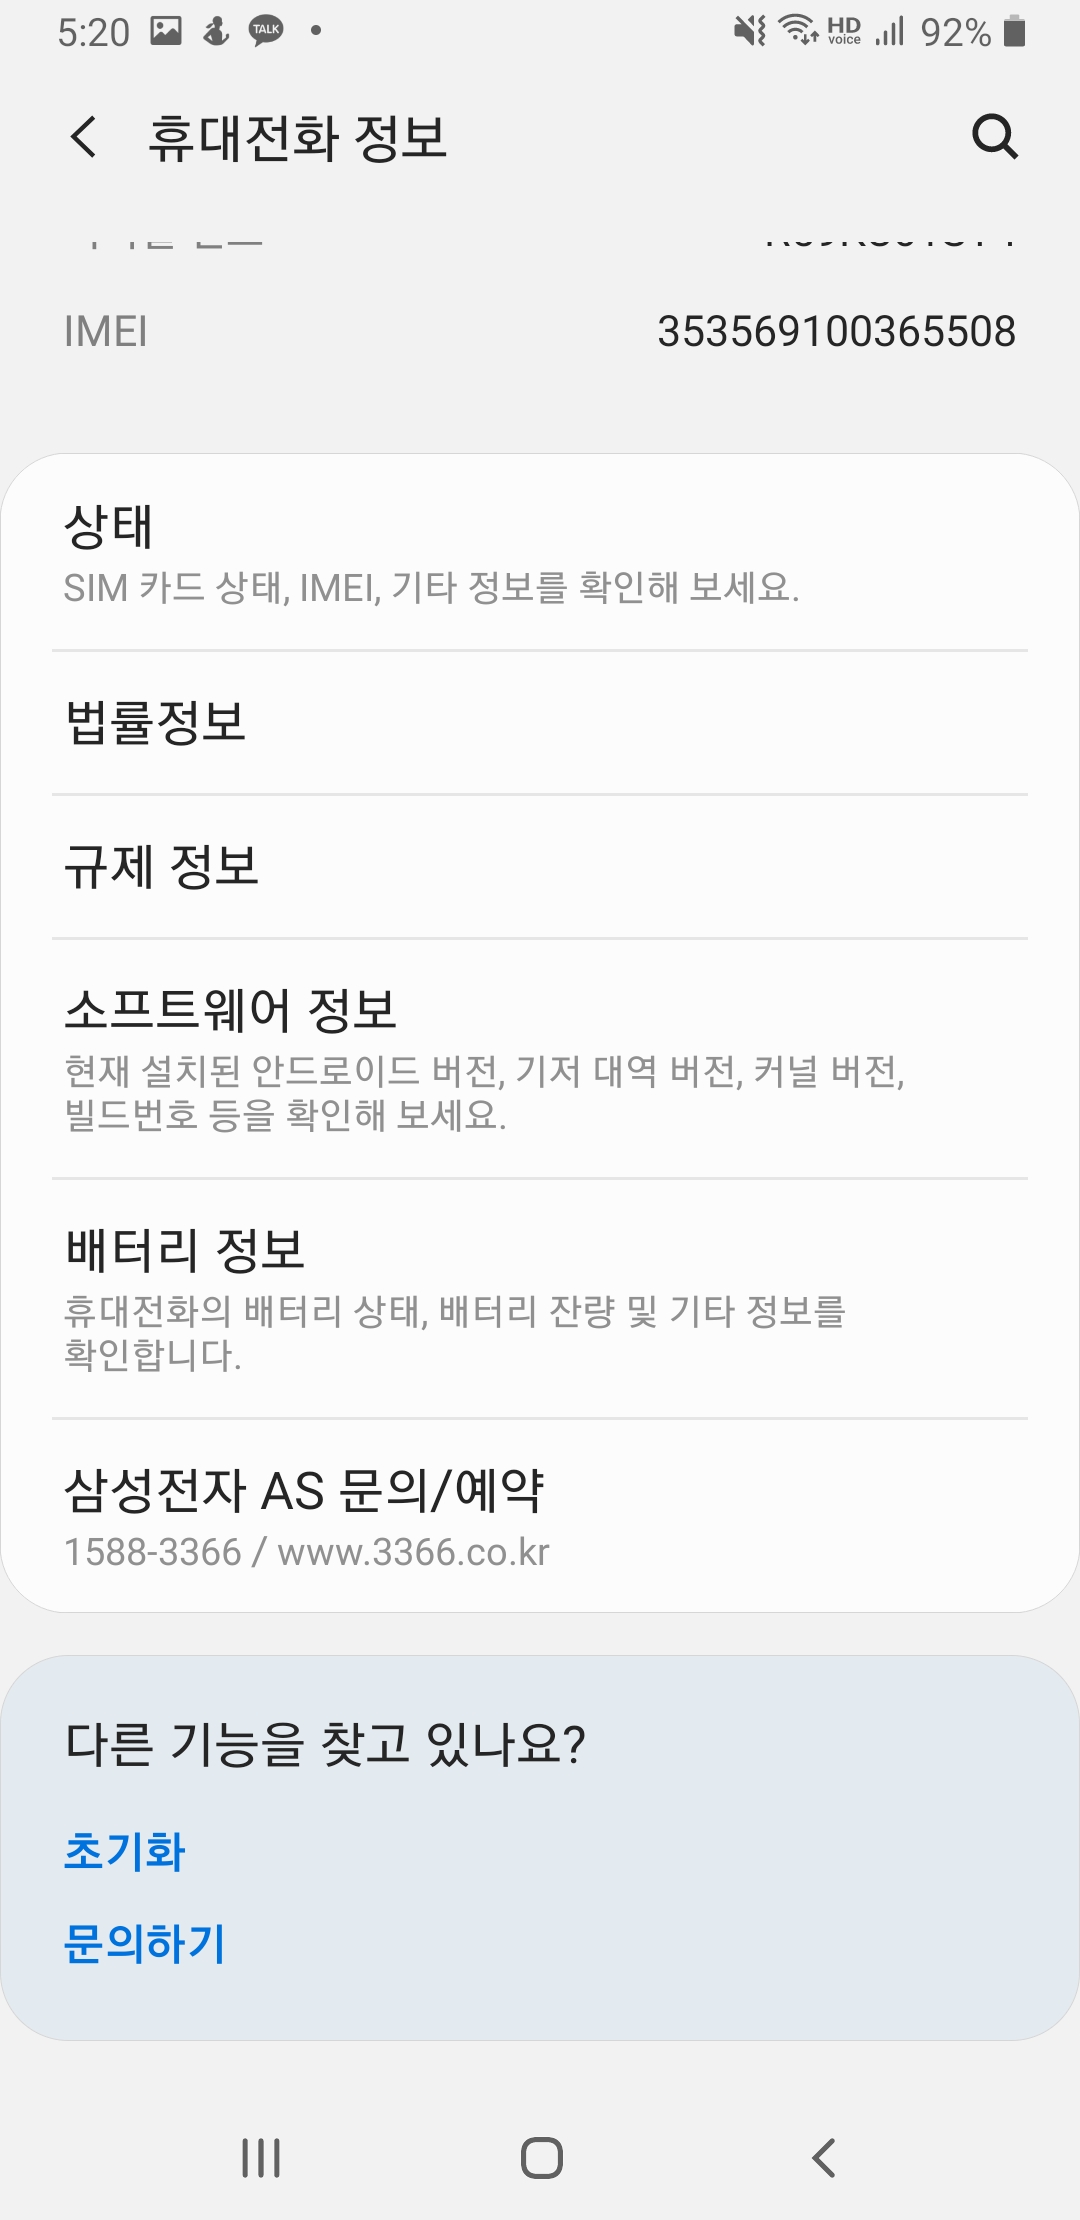 5:20 TALK HD voice 92%
휴대전화 정보
IMEI 353569100365508
상태
SIM 카드 상태, IMEI, 기타 정보를 확인해 보세요.
법률정보
규제 정보
소프트웨어 정보
현재 설치된 안드로이드 버전, 기저 대역 버전, 커널 버전,
빌드번호 등을 확인해 보세요.
배터리 정보
휴대전화의 배터리 상태, 배터리 잔량 및 기타 정보를
확인합니다.
삼성전자 AS 문의/예약
1588-3366 / www.3366.co.kr
다른 기능을 찾고 있나요?
초기화
문의하기